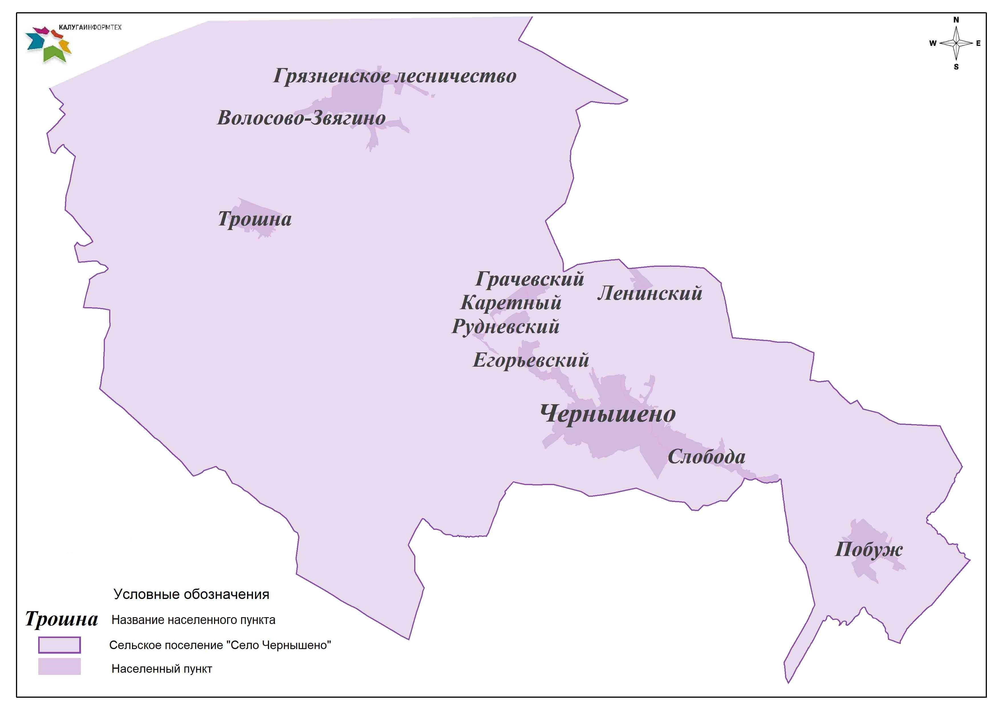 КАЛУГАИНФОРМТЕХ
N
W E
S
Грязненское лесничество
Волосово-Звягино
Трошна
Грачевский
Ленинский
Каретный
Рудневский
Егорьевский
Чернышено
Слобода
Побуж
Условные обозначения
Трошна Название населенного пункта
Сельское поселение "Село Чернышено"
Населенный пункт